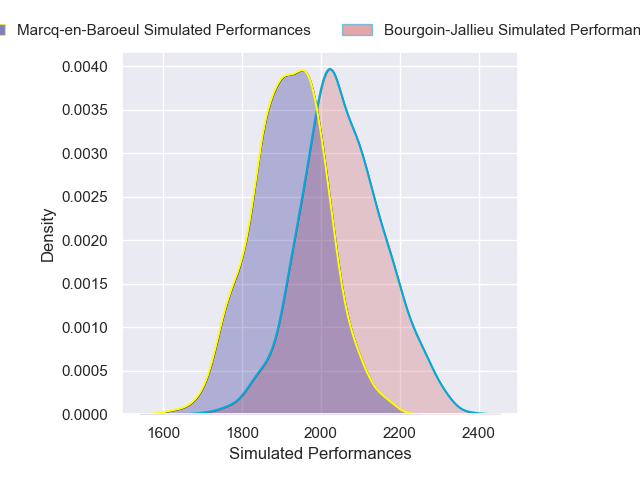 Marcq-en-Baroeul Simulated Performances
Bourgoin-Jallieu Simulated
0.0040
0.0035
0.0030
0.0025
0.0020
0.0015
0.0010
0.0005
0.0000
Density
1600 1800 2000 2200 2400
Simulated Performances